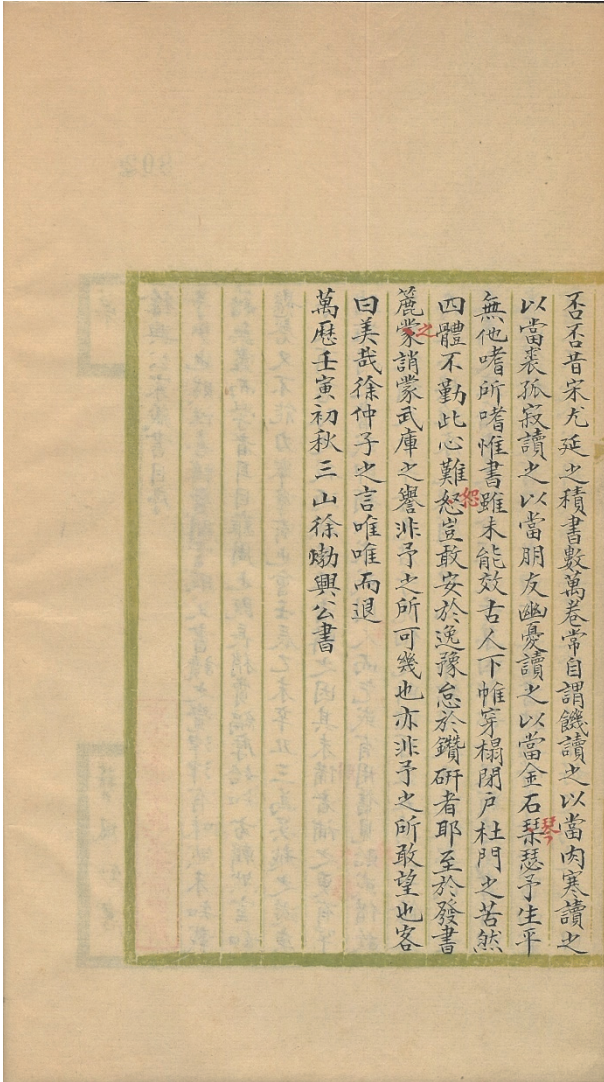 否否昔宋尤延之積書數萬卷常自謂饑讀之以當肉寒讀之
以當裘孤寂讀之以當朋友幽憂讀之以當金石琹瑟予生平
琴
無他嗜所嗜惟書雖未能效古人下帷穿榻閉戸杜門之苦然
四體不勤此心難怒豈敢安於逸豫怠於鑽研者耶至於發書
恕
簏蒙誚蒙武庫之譽非予之所可幾也亦非予之所敢望也客
之
曰美哉徐仲子之言唯唯而退
萬歷壬寅初秋三山徐𤊹興公書